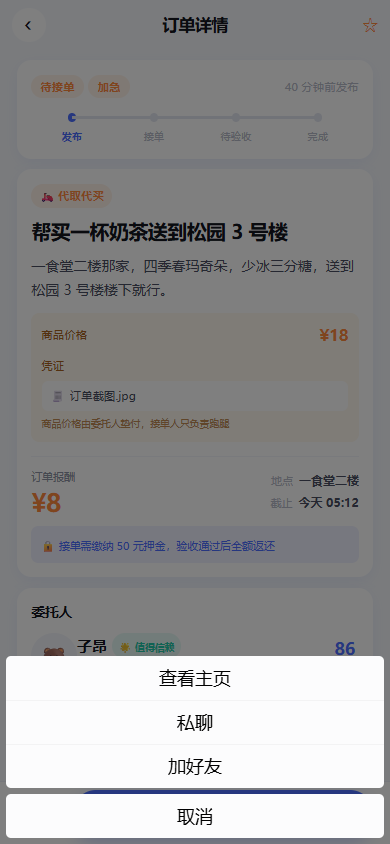 订单详情
待接单 加急 40 分钟前发布
发布 接单 待验收 完成
代取代买
帮买一杯奶茶送到松园 3 号楼
一食堂二楼那家，四季春玛奇朵，少冰三分糖，送到
松园 3 号楼楼下就行。
商品价格 ¥18
凭证
订单截图.jpg
商品价格由委托人垫付，接单人只负责跑腿
订单报酬
¥8
地点 一食堂二楼
截止 今天 05:12
接单需缴纳 50 元押金，验收通过后全额返还
委托人
子昂 值得信赖 86
查看主页
私聊
加好友
取消